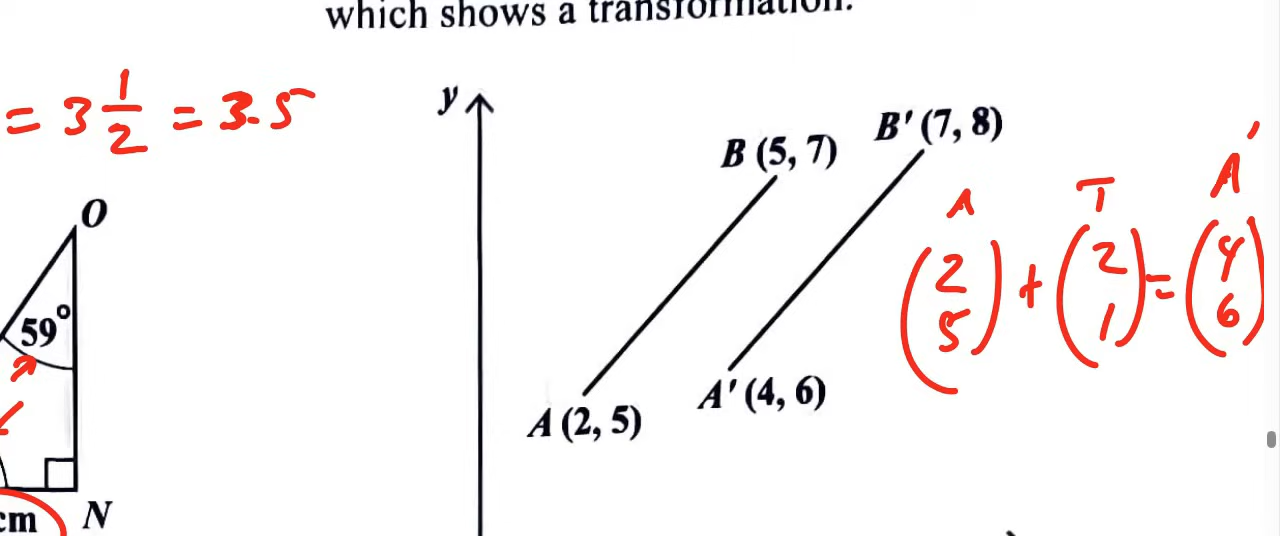 which shows a transformation.
= 3 1/2 = 3.5
y
B (5, 7)
B' (7, 8)
A T A'
(2 5) + (2 1) = (4 6)
O
59°
A (2, 5)
A' (4, 6)
cm
N